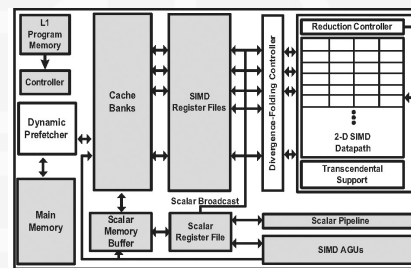 L1
Program
Memory
Controller
Dynamic
Prefetcher
Main
Memory
Cache
Banks
SIMD
Register Files
Divergence-Folding Controller
Reduction Controller
2-D SIMD
Datapath
Transcendental
Support
Scalar Broadcast
Scalar
Memory
Buffer
Scalar
Register File
Scalar Pipeline
SIMD AGUs